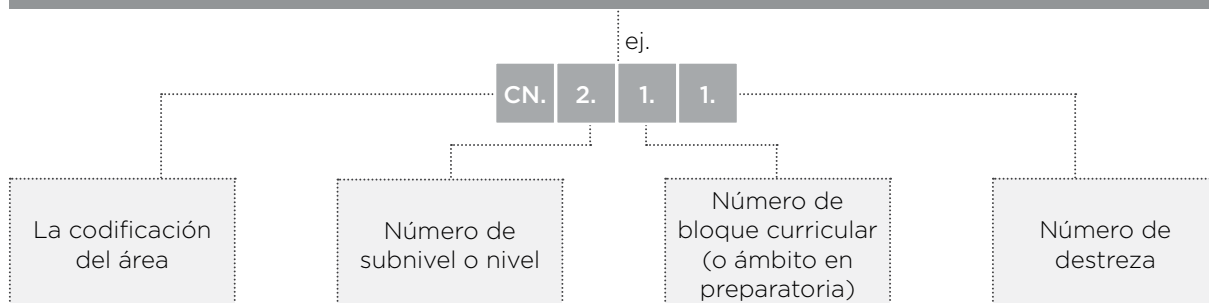 ej.
CN. 2. 1. 1.
La codificación
del área
Número de
subnivel o nivel
Número de
bloque curricular
(o ámbito en
preparatoria)
Número de
destreza